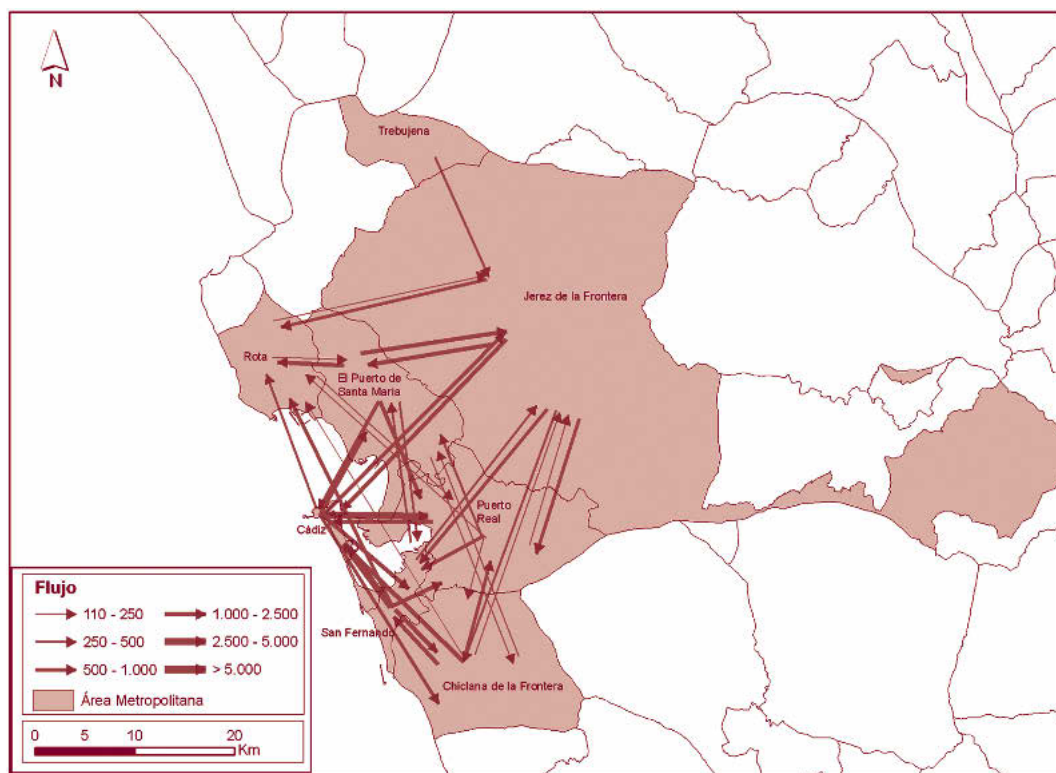 N
Trebujena
Jerez de la Frontera
Rota
El Puerto de
Santa Maria
Puerto
Real
Cádiz
San Fernando
Chiclana de la Frontera
Flujo
110 - 250
1.000 - 2.500
250 - 500
2.500 - 5.000
500 - 1.000
> 5.000
Área Metropolitana
0 5 10 20
Km